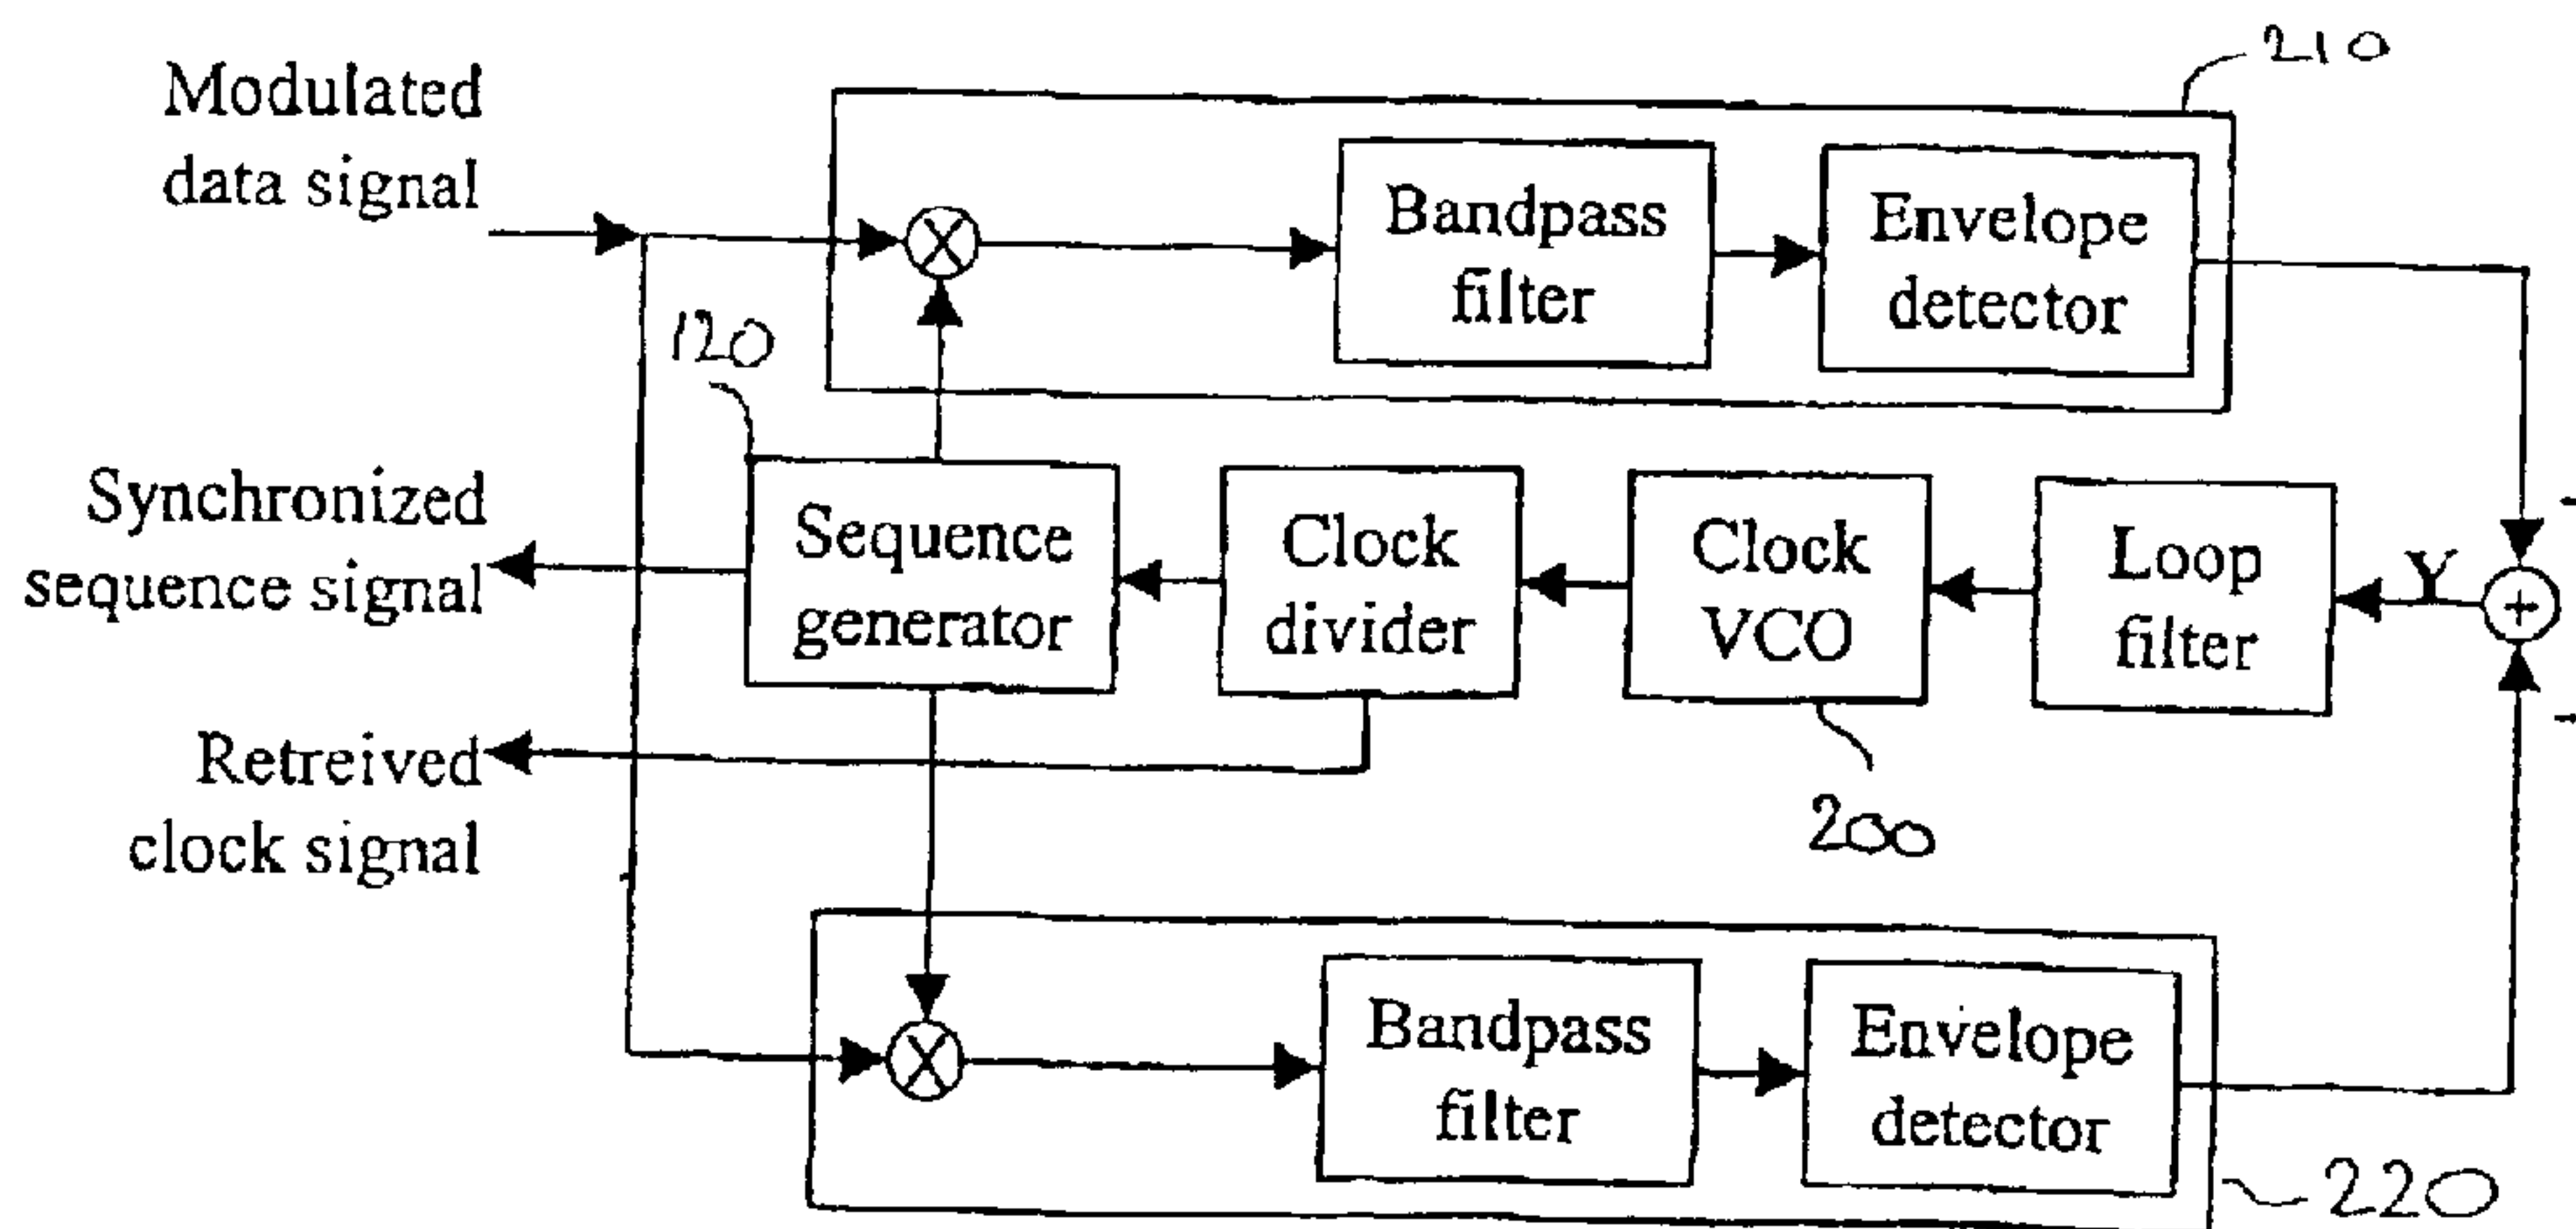 210
Modulated
data signal
Bandpass
filter
Envelope
detector
120
Synchronized
sequence signal
Sequence
generator
Clock
divider
Clock
VCO
Loop
filter
Y
+
Retreived
clock signal
200
Bandpass
filter
Envelope
detector
220